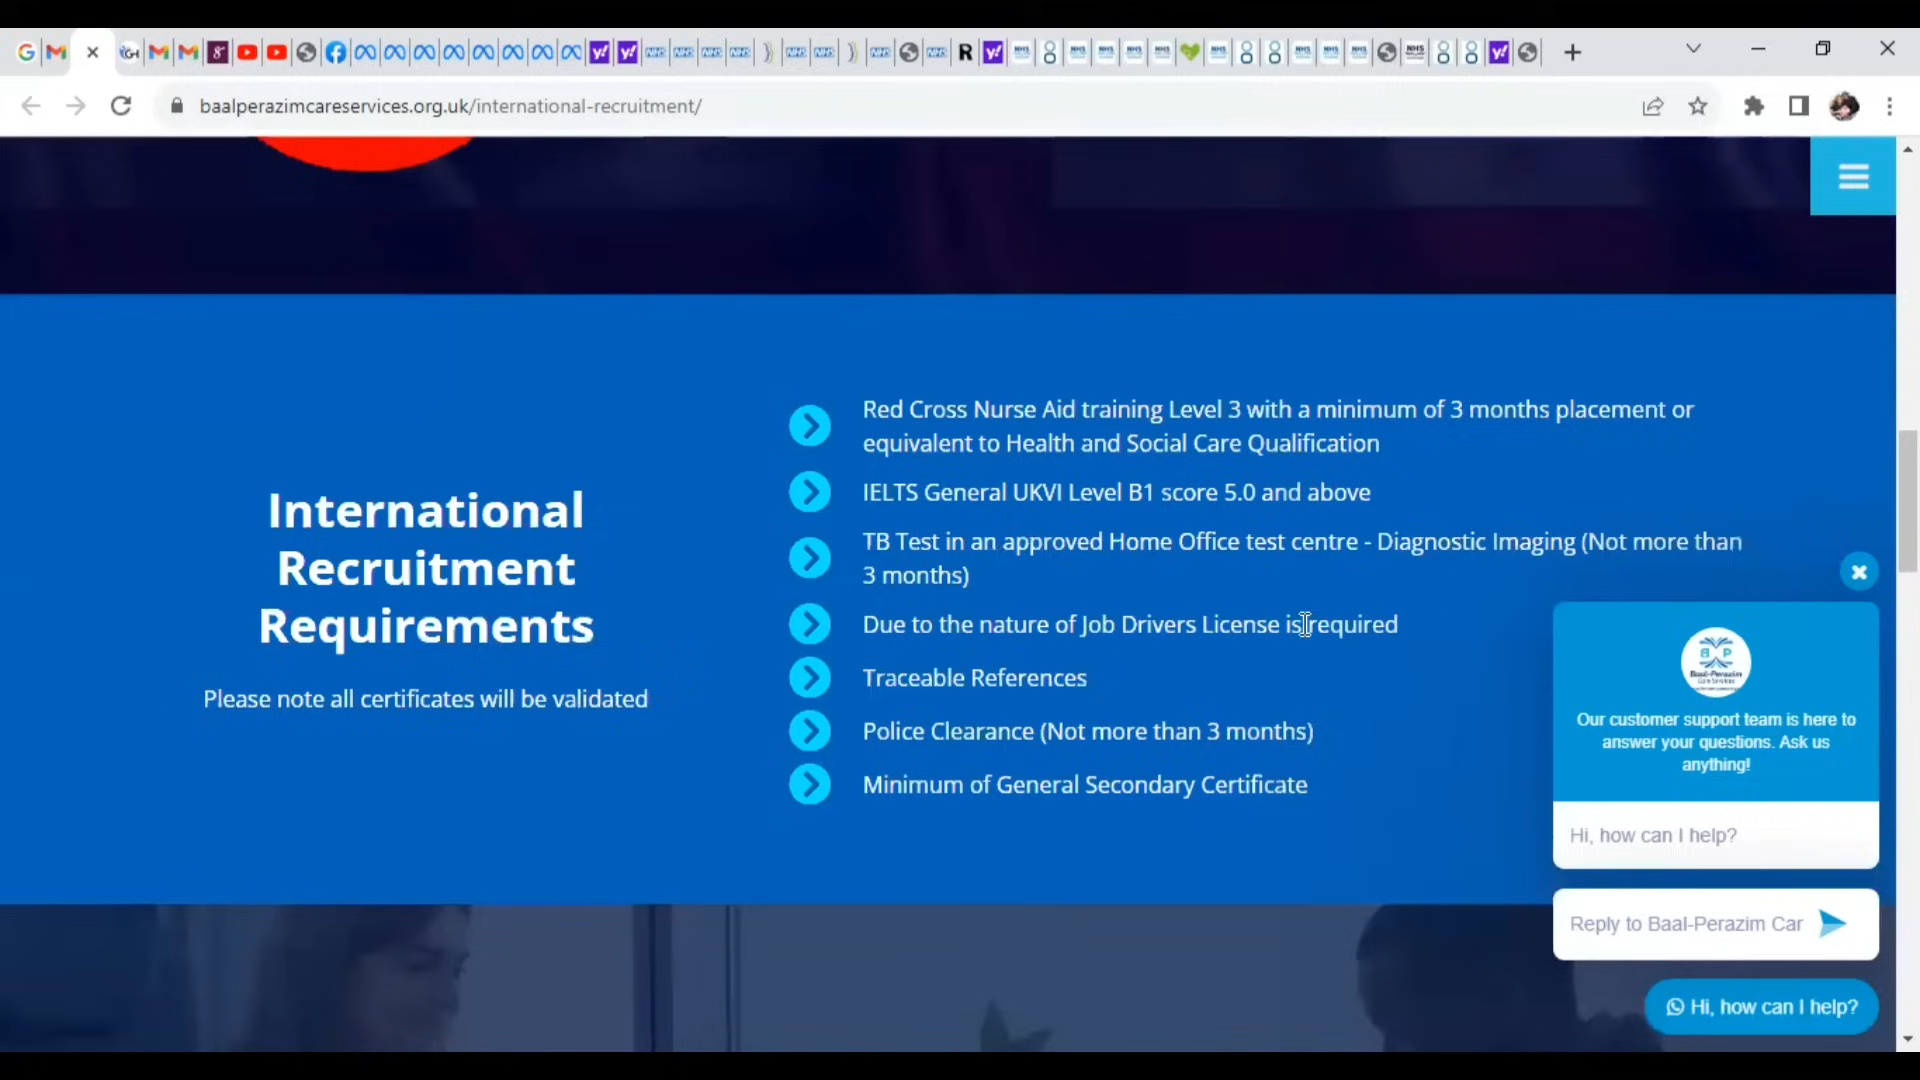 baalperazimcareservices.org.uk/international-recruitment/
International
Recruitment
Requirements
Please note all certificates will be validated
Red Cross Nurse Aid training Level 3 with a minimum of 3 months placement or
equivalent to Health and Social Care Qualification
IELTS General UKVI Level B1 score 5.0 and above
TB Test in an approved Home Office test centre - Diagnostic Imaging (Not more than
3 months)
Due to the nature of Job Drivers License is required
Traceable References
Police Clearance (Not more than 3 months)
Minimum of General Secondary Certificate
B P
Baal-Perazim
Our customer support team is here to
answer your questions. Ask us
anything!
Hi, how can I help?
Reply to Baal-Perazim Car
Hi, how can I help?